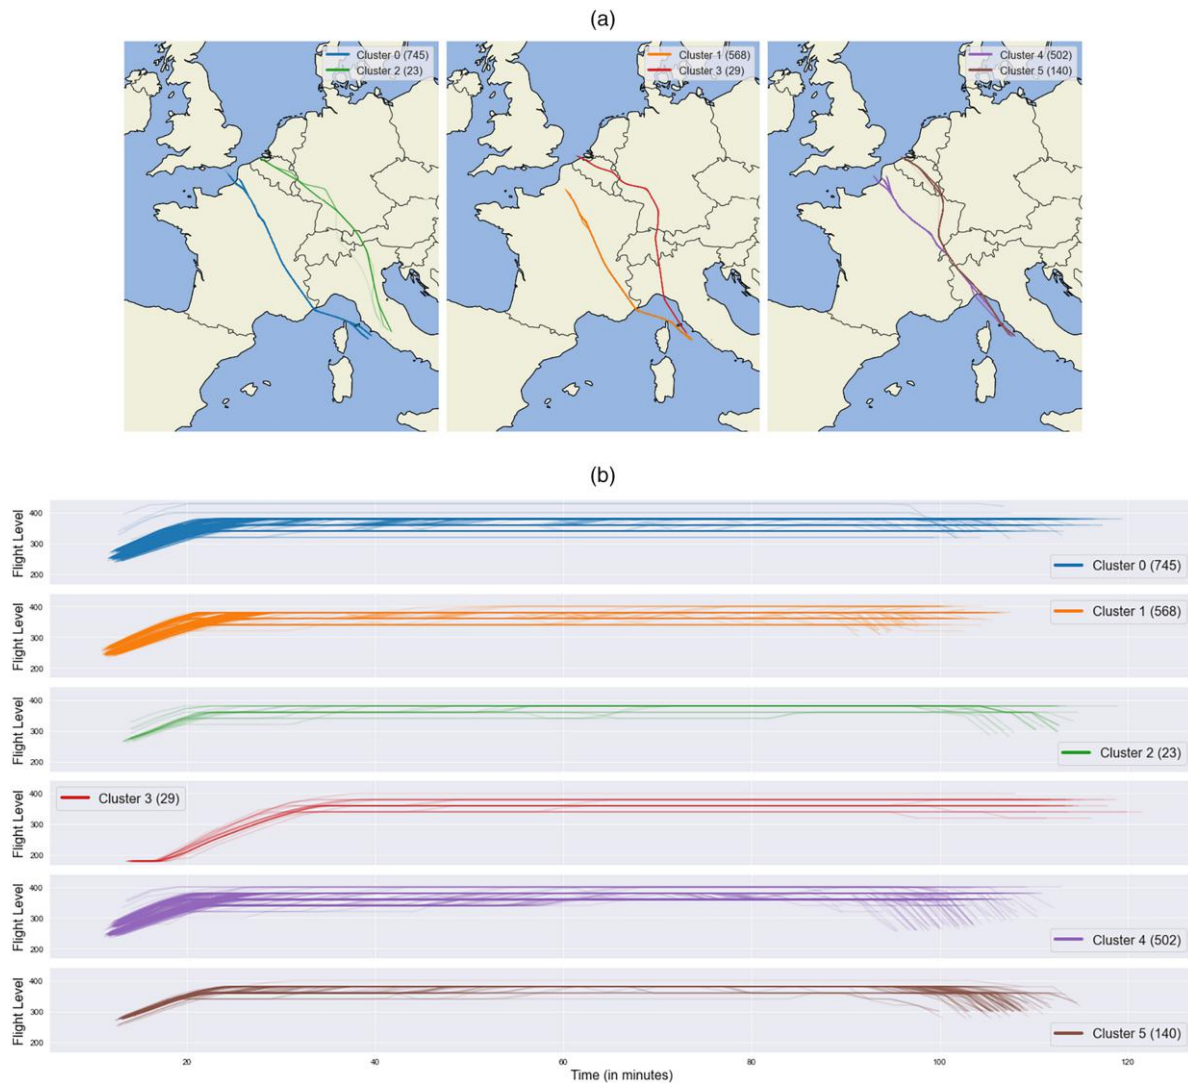 (a)
Cluster 0 (745)
Cluster 2 (23)
Cluster 1 (568)
Cluster 3 (29)
Cluster 4 (502)
Cluster 5 (140)
(b)
Flight Level
400
300
200
Cluster 0 (745)
Flight Level
400
300
200
Cluster 1 (568)
Flight Level
400
300
200
Cluster 2 (23)
Flight Level
400
300
200
Cluster 3 (29)
Flight Level
400
300
200
Cluster 4 (502)
Flight Level
400
300
200
Cluster 5 (140)
20 40 60 80 100 120
Time (in minutes)